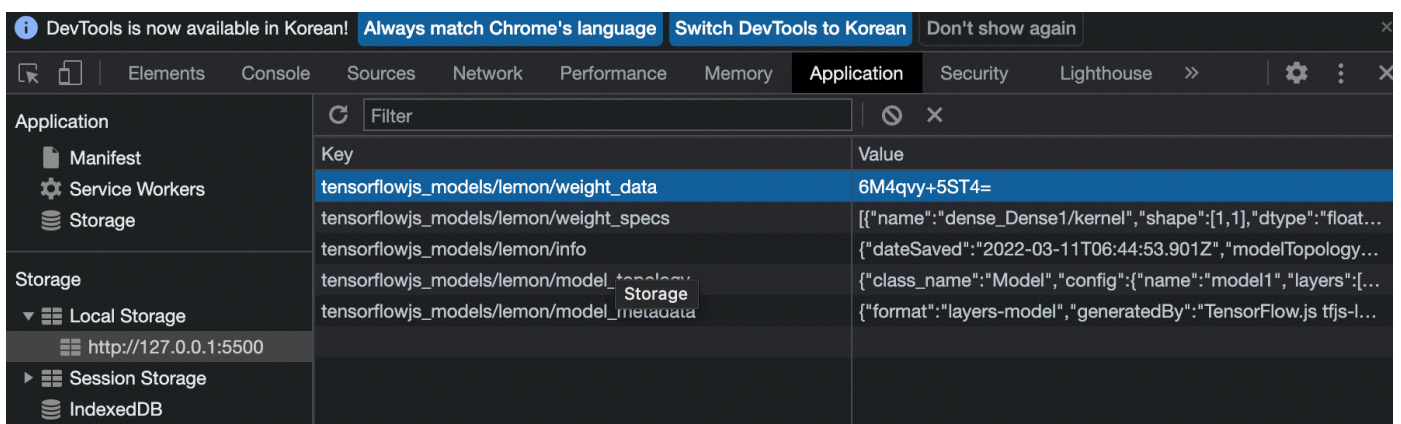 DevTools is now available in Korean! Always match Chrome's language Switch DevTools to Korean Don't show again
Elements Console Sources Network Performance Memory Application Security Lighthouse
Application
Manifest
Service Workers
Storage
Storage
Local Storage
http://127.0.0.1:5500
Session Storage
IndexedDB
Filter
Key Value
tensorflowjs_models/lemon/weight_data 6M4qvy+5ST4=
tensorflowjs_models/lemon/weight_specs [{"name":"dense_Dense1/kernel","shape":[1,1],"dtype":"float...
tensorflowjs_models/lemon/info {"dateSaved":"2022-03-11T06:44:53.901Z","modelTopology...
tensorflowjs_models/lemon/model_topology {"class_name":"Model","config":{"name":"model1","layers":[...
Storage
tensorflowjs_models/lemon/model_metadata {"format":"layers-model","generatedBy":"TensorFlow.js tfjs-l...